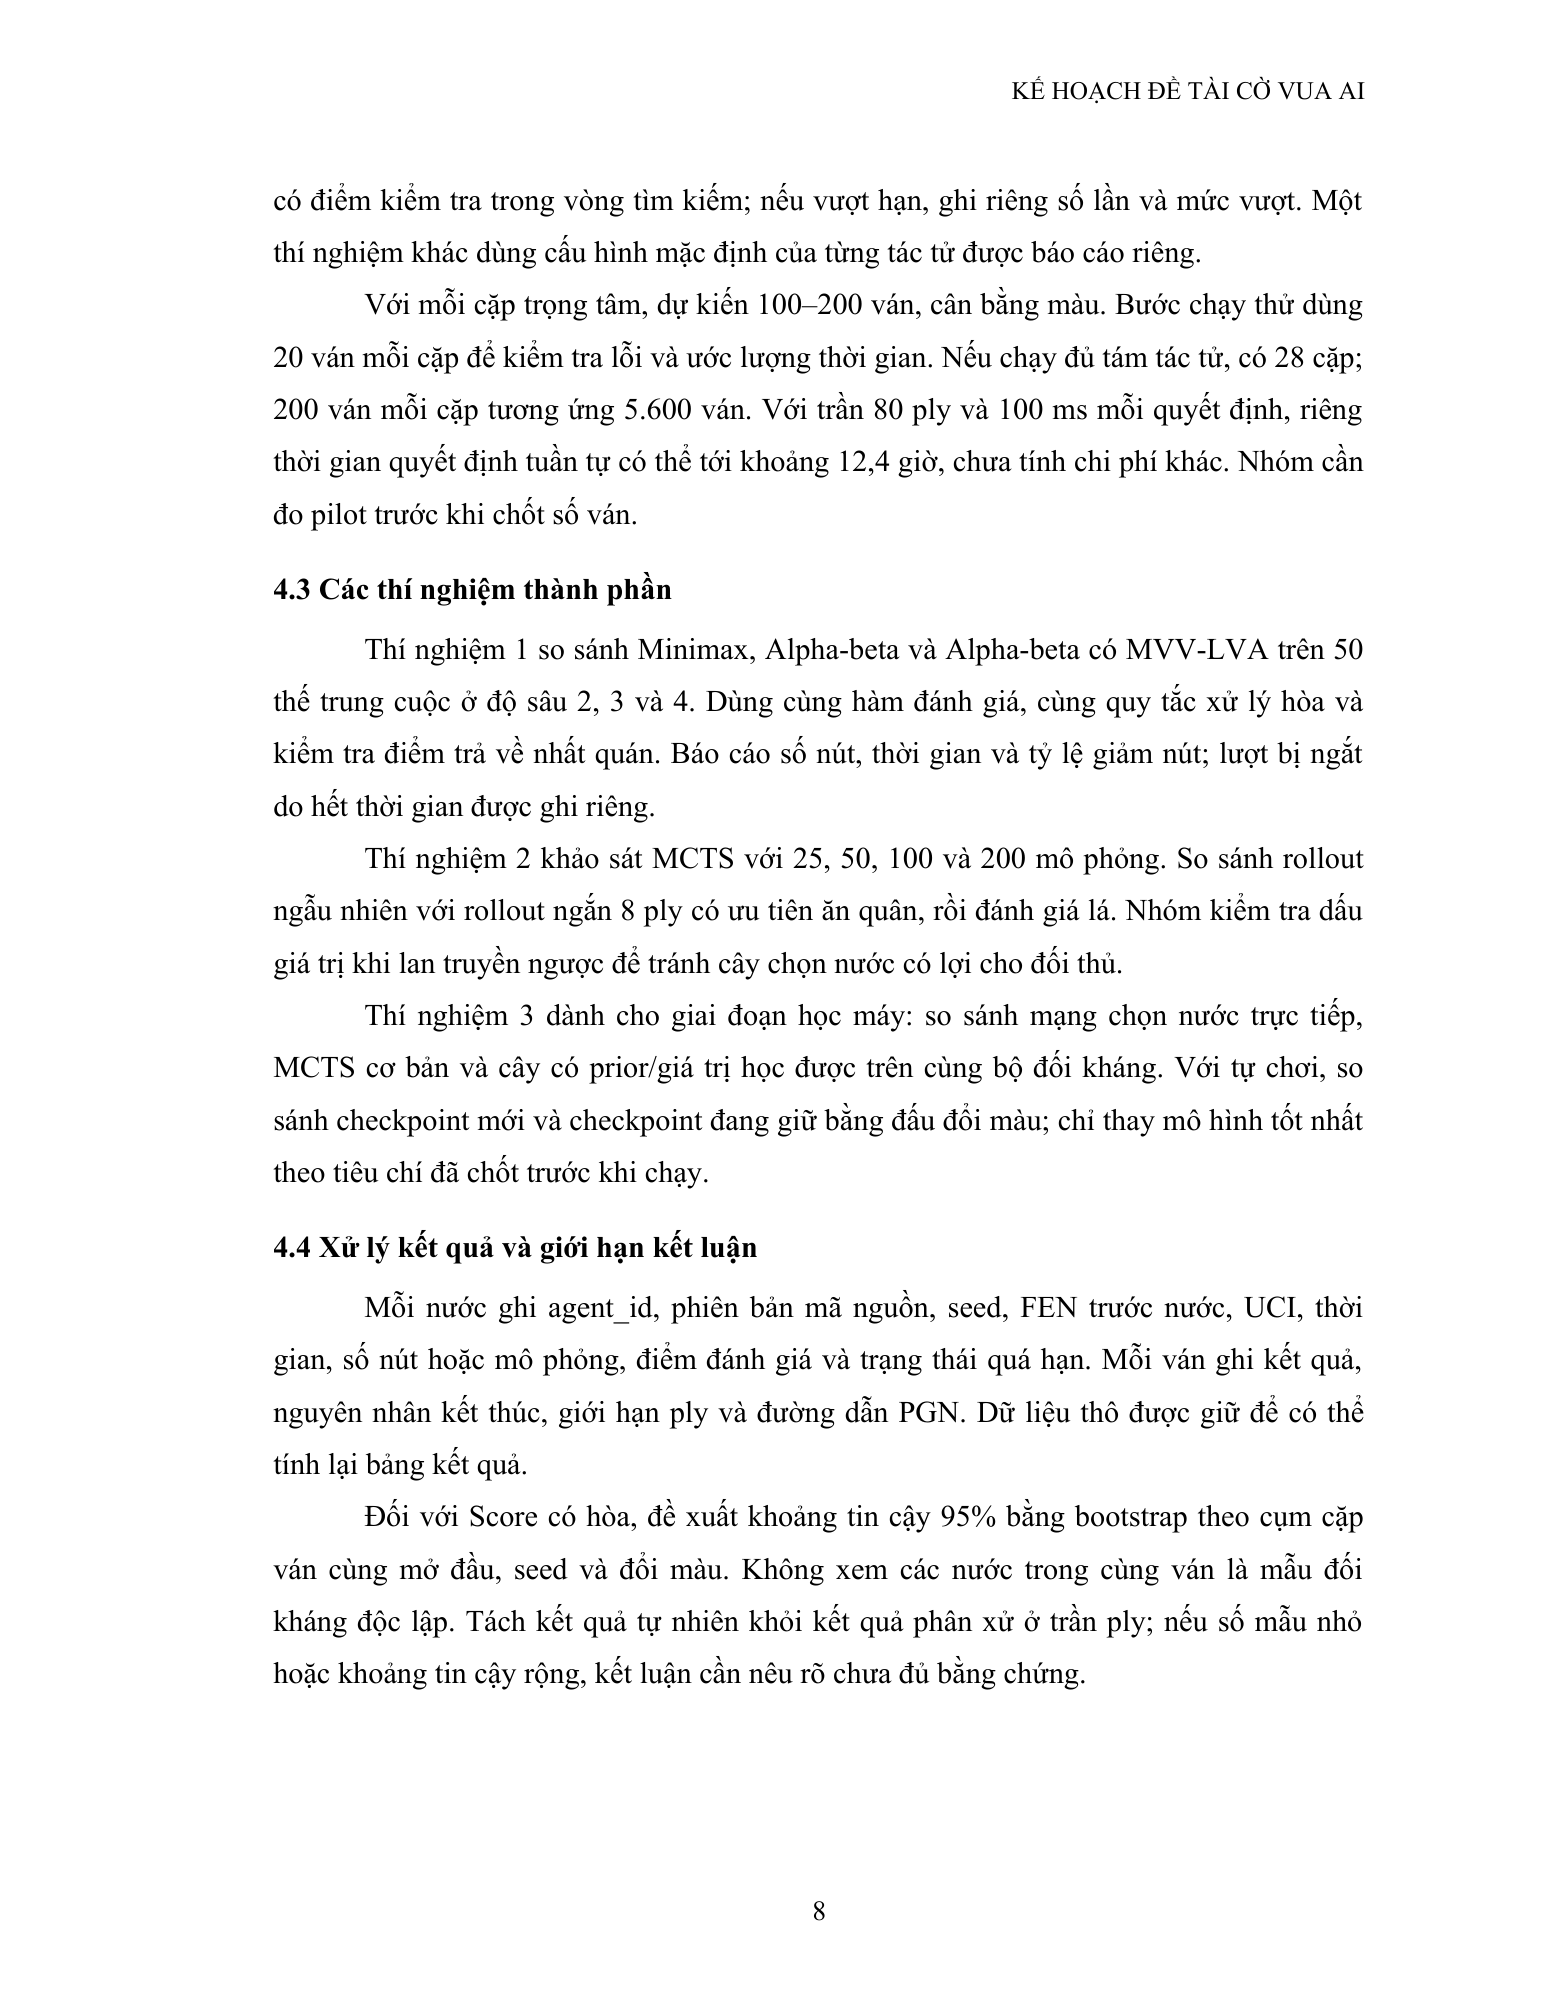 KẾ HOẠCH ĐỀ TÀI CỜ VUA AI
có điểm kiểm tra trong vòng tìm kiếm; nếu vượt hạn, ghi riêng số lần và mức vượt. Một
thí nghiệm khác dùng cấu hình mặc định của từng tác tử được báo cáo riêng.
Với mỗi cặp trọng tâm, dự kiến 100–200 ván, cân bằng màu. Bước chạy thử dùng
20 ván mỗi cặp để kiểm tra lỗi và ước lượng thời gian. Nếu chạy đủ tám tác tử, có 28 cặp;
200 ván mỗi cặp tương ứng 5.600 ván. Với trần 80 ply và 100 ms mỗi quyết định, riêng
thời gian quyết định tuần tự có thể tới khoảng 12,4 giờ, chưa tính chi phí khác. Nhóm cần
đo pilot trước khi chốt số ván.
4.3 Các thí nghiệm thành phần
Thí nghiệm 1 so sánh Minimax, Alpha-beta và Alpha-beta có MVV-LVA trên 50
thế trung cuộc ở độ sâu 2, 3 và 4. Dùng cùng hàm đánh giá, cùng quy tắc xử lý hòa và
kiểm tra điểm trả về nhất quán. Báo cáo số nút, thời gian và tỷ lệ giảm nút; lượt bị ngắt
do hết thời gian được ghi riêng.
Thí nghiệm 2 khảo sát MCTS với 25, 50, 100 và 200 mô phỏng. So sánh rollout
ngẫu nhiên với rollout ngắn 8 ply có ưu tiên ăn quân, rồi đánh giá lá. Nhóm kiểm tra dấu
giá trị khi lan truyền ngược để tránh cây chọn nước có lợi cho đối thủ.
Thí nghiệm 3 dành cho giai đoạn học máy: so sánh mạng chọn nước trực tiếp,
MCTS cơ bản và cây có prior/giá trị học được trên cùng bộ đối kháng. Với tự chơi, so
sánh checkpoint mới và checkpoint đang giữ bằng đấu đổi màu; chỉ thay mô hình tốt nhất
theo tiêu chí đã chốt trước khi chạy.
4.4 Xử lý kết quả và giới hạn kết luận
Mỗi nước ghi agent_id, phiên bản mã nguồn, seed, FEN trước nước, UCI, thời
gian, số nút hoặc mô phỏng, điểm đánh giá và trạng thái quá hạn. Mỗi ván ghi kết quả,
nguyên nhân kết thúc, giới hạn ply và đường dẫn PGN. Dữ liệu thô được giữ để có thể
tính lại bảng kết quả.
Đối với Score có hòa, đề xuất khoảng tin cậy 95% bằng bootstrap theo cụm cặp
ván cùng mở đầu, seed và đổi màu. Không xem các nước trong cùng ván là mẫu đối
kháng độc lập. Tách kết quả tự nhiên khỏi kết quả phân xử ở trần ply; nếu số mẫu nhỏ
hoặc khoảng tin cậy rộng, kết luận cần nêu rõ chưa đủ bằng chứng.
8